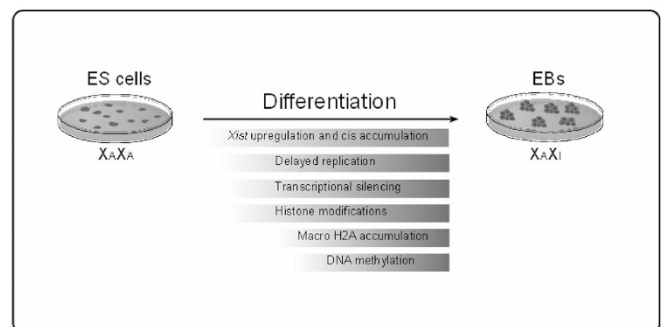 ES cells
EBs
Differentiation
Xist upregulation and cis accumulation
XAXA
XAXI
Delayed replication
Transcriptional silencing
Histone modifications
Macro H2A accumulation
DNA methylation